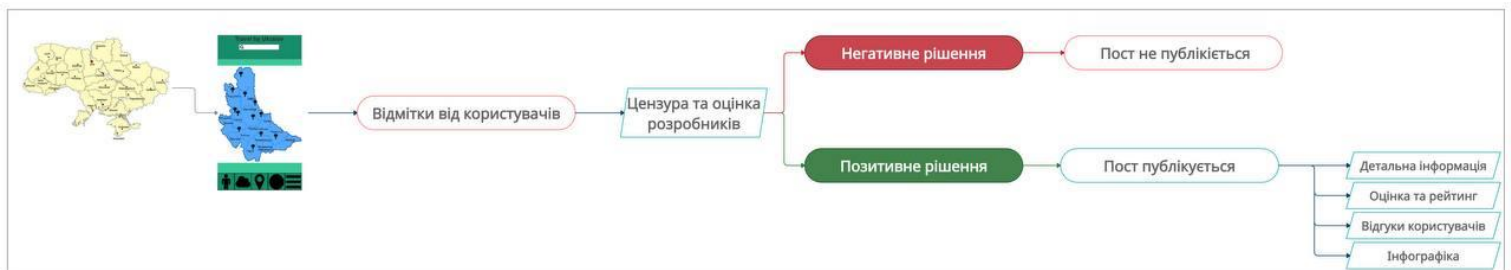 Відмітки від користувачів
Цензура та оцінка
розробників
Негативне рішення
Пост не публікіється
Позитивне рішення
Пост публікується
Детальна інформація
Оцінка та рейтинг
Відгуки користувачів
Інфографіка